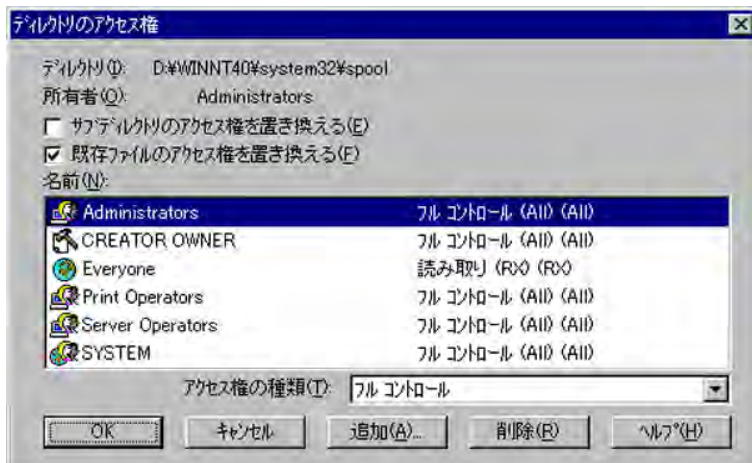 ディレクトリのアクセス権
ディレクトリ(D): D:¥WINNT40¥system32¥spool
所有者(O): Administrators
サブディレクトリのアクセス権を置き換える(E)
既存ファイルのアクセス権を置き換える(F)
名前(N):
Administrators フル コントロール (All) (All)
CREATOR OWNER フル コントロール (All) (All)
Everyone 読み取り (RX) (RX)
Print Operators フル コントロール (All) (All)
Server Operators フル コントロール (All) (All)
SYSTEM フル コントロール (All) (All)
アクセス権の種類(T): フル コントロール
OK キャンセル 追加(A)... 削除(R) ヘルプ(H)